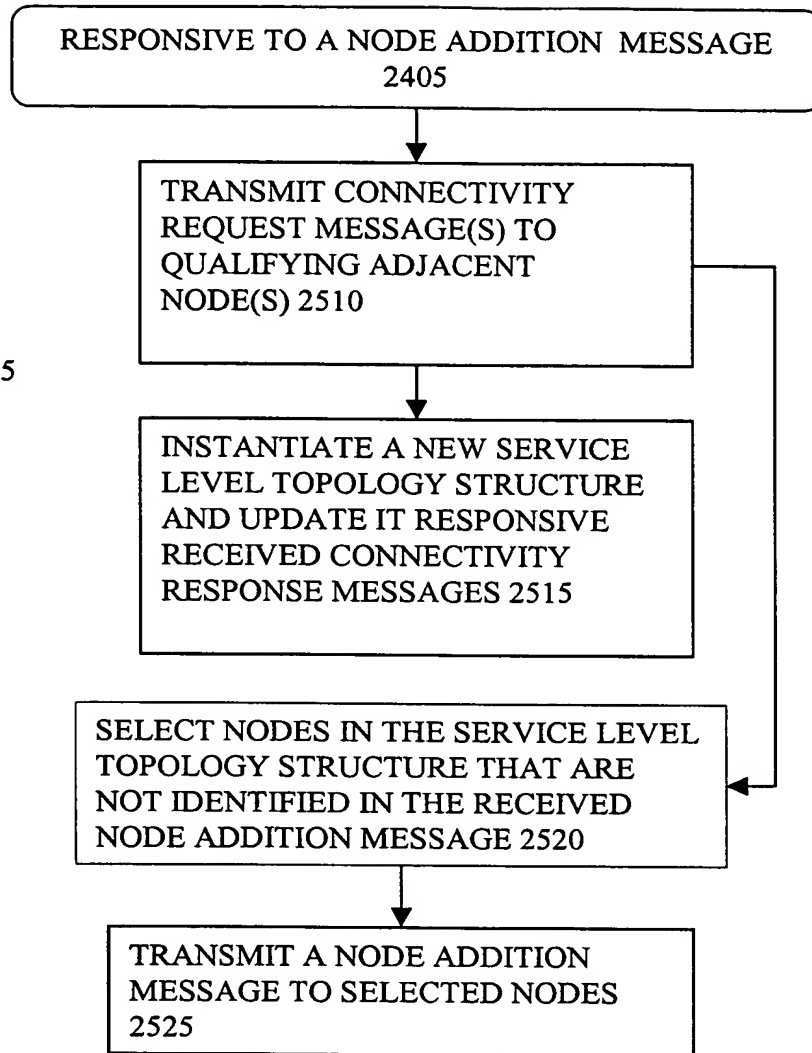 RESPONSIVE TO A NODE ADDITION MESSAGE
2405
TRANSMIT CONNECTIVITY
REQUEST MESSAGE(S) TO
QUALIFYING ADJACENT
NODE(S) 2510
5
INSTANTIATE A NEW SERVICE
LEVEL TOPOLOGY STRUCTURE
AND UPDATE IT RESPONSIVE
RECEIVED CONNECTIVITY
RESPONSE MESSAGES 2515
SELECT NODES IN THE SERVICE LEVEL
TOPOLOGY STRUCTURE THAT ARE
NOT IDENTIFIED IN THE RECEIVED
NODE ADDITION MESSAGE 2520
TRANSMIT A NODE ADDITION
MESSAGE TO SELECTED NODES
2525